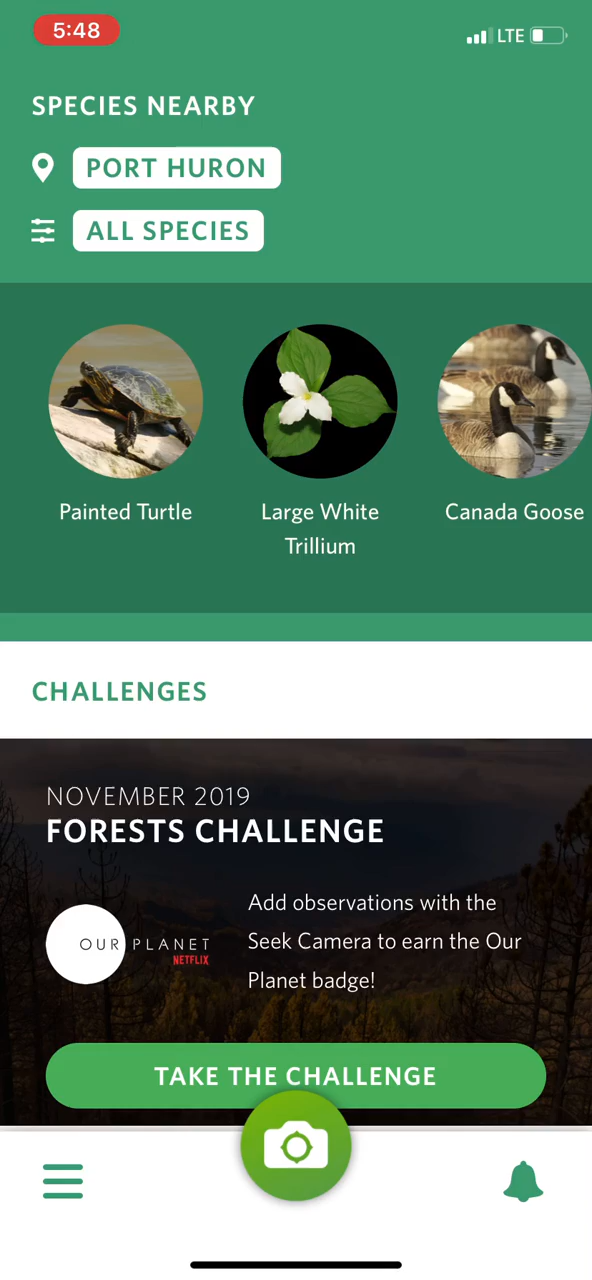 5:48
LTE
SPECIES NEARBY
PORT HURON
ALL SPECIES
Painted Turtle
Large White
Trillium
Canada Goose
CHALLENGES
NOVEMBER 2019
FORESTS CHALLENGE
Add observations with the
Seek Camera to earn the Our
Planet badge!
OUR PLANET
NETFLIX
TAKE THE CHALLENGE